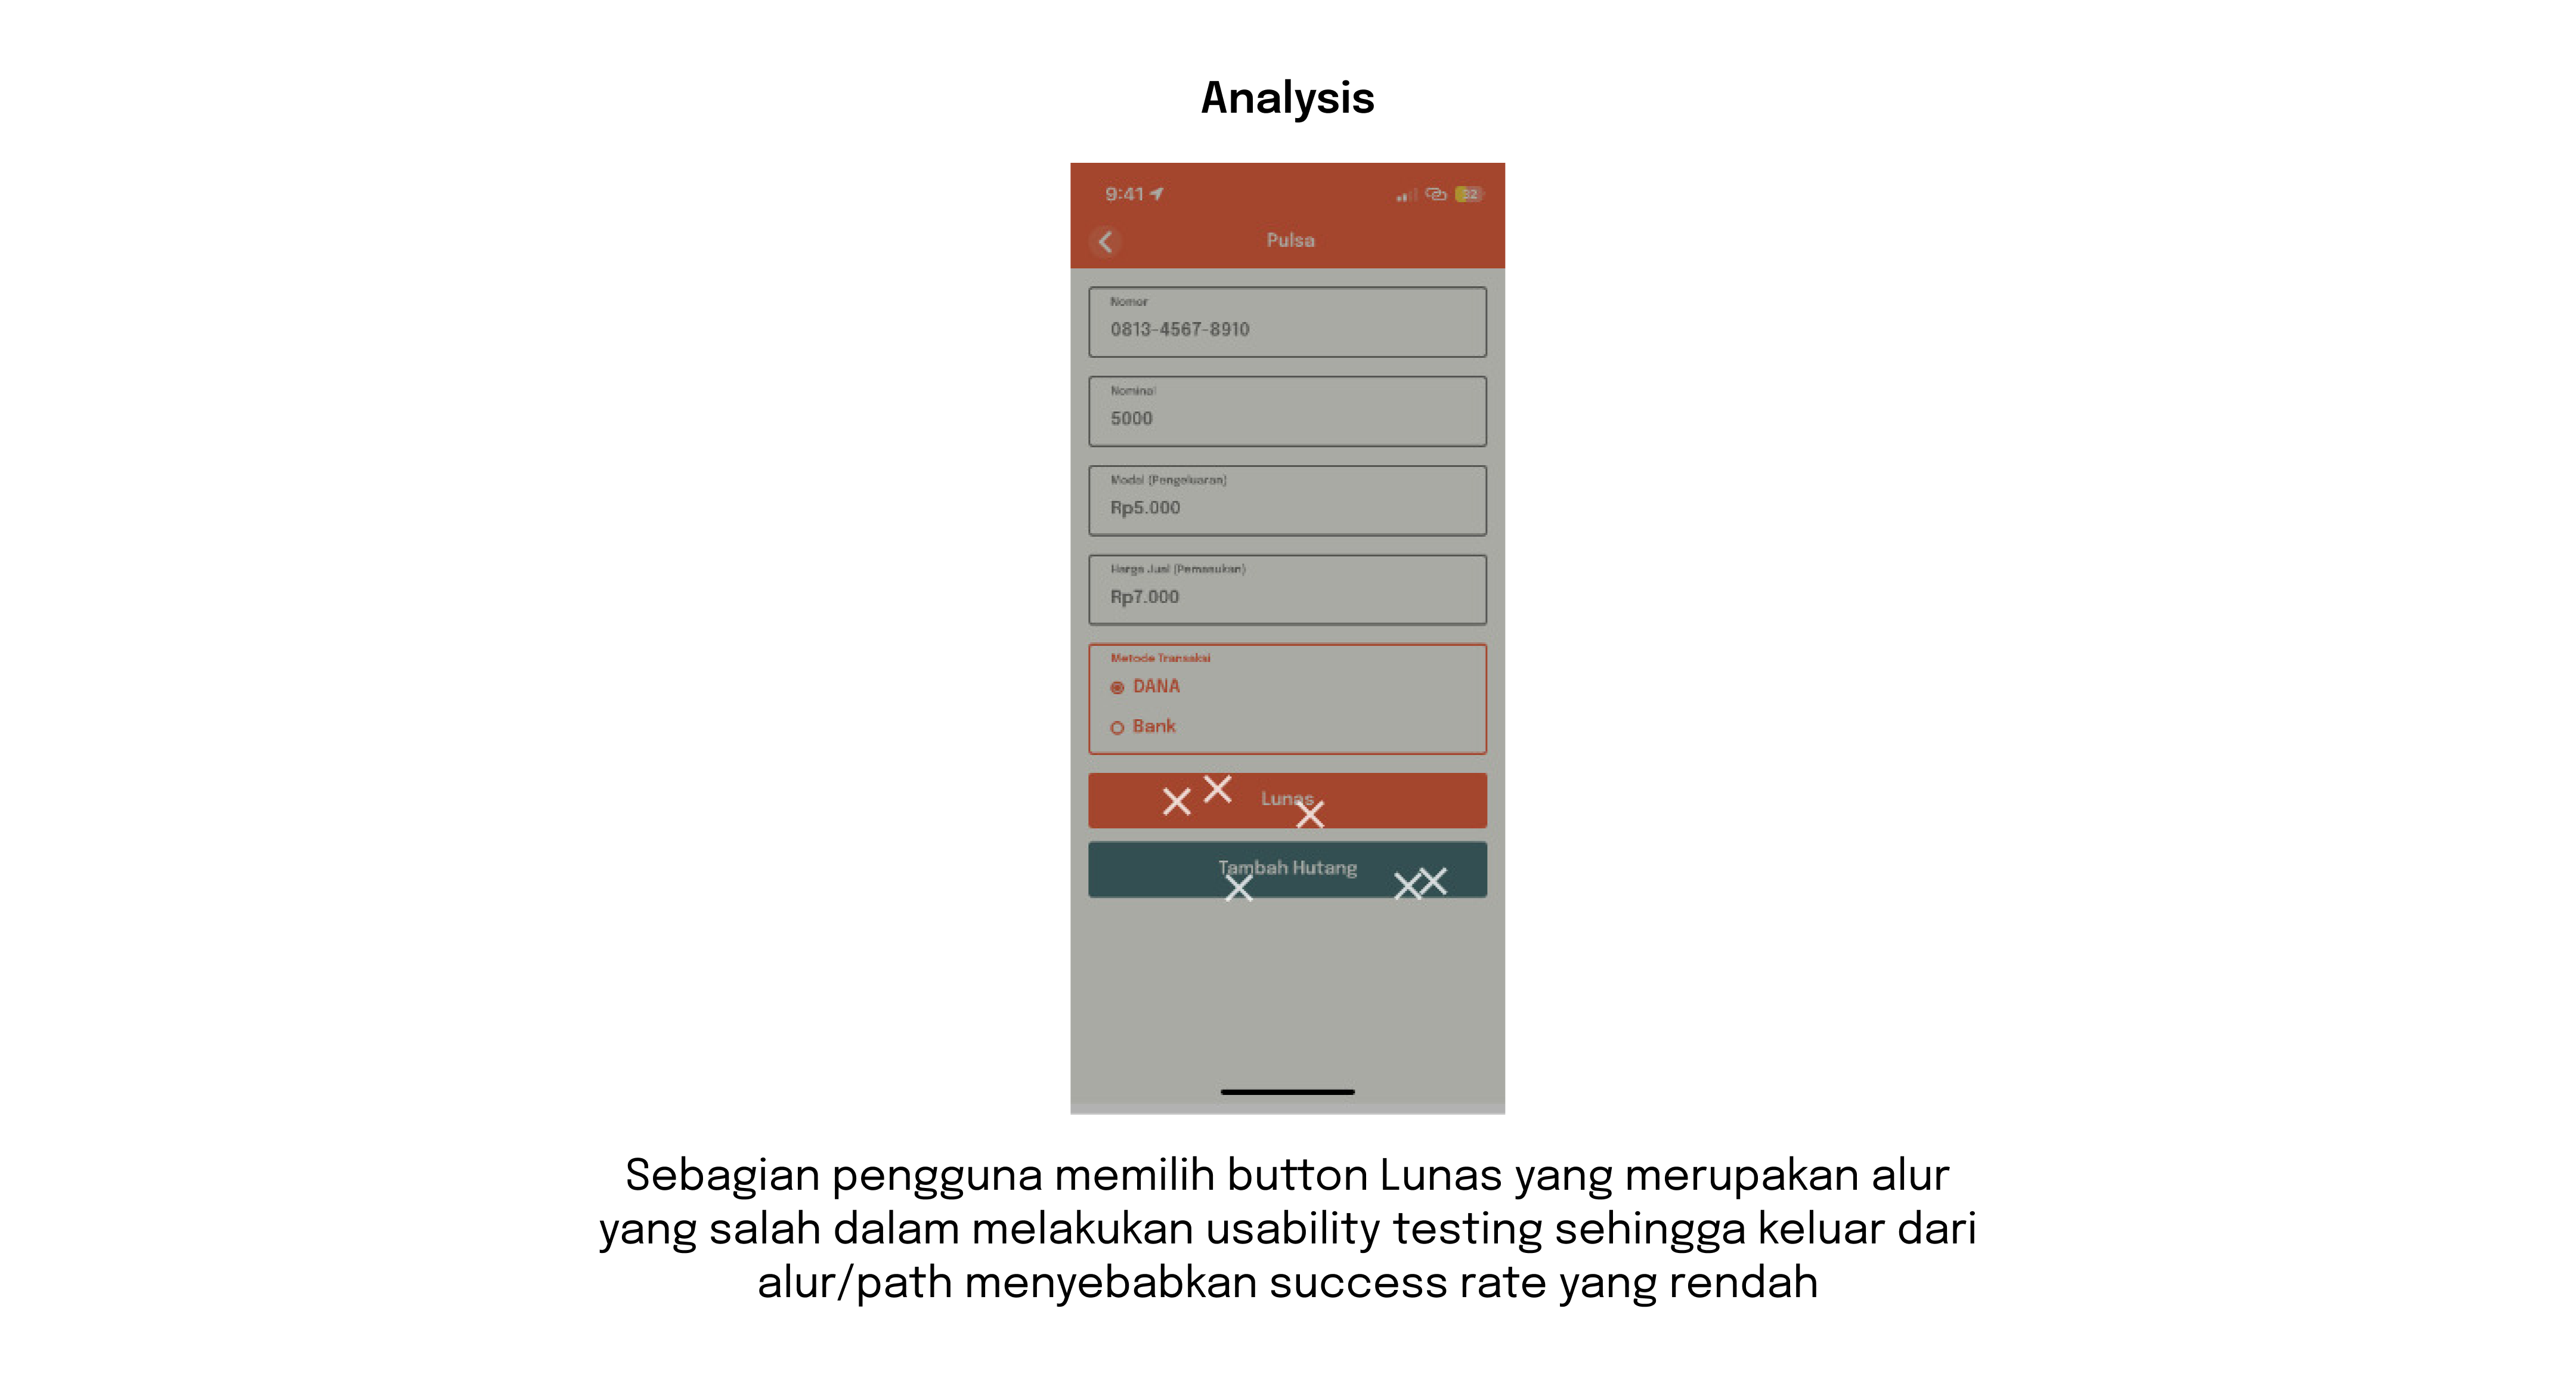 Analysis
9:41
32
Pulsa
Nomor
0813-4567-8910
Nominal
5000
Modal (Pengeluaran)
Rp5.000
Harga Jual (Pemasukan)
Rp7.000
Metode Transaksi
DANA
Bank
Lunas
Tambah Hutang
Sebagian pengguna memilih button Lunas yang merupakan alur
yang salah dalam melakukan usability testing sehingga keluar dari
alur/path menyebabkan success rate yang rendah